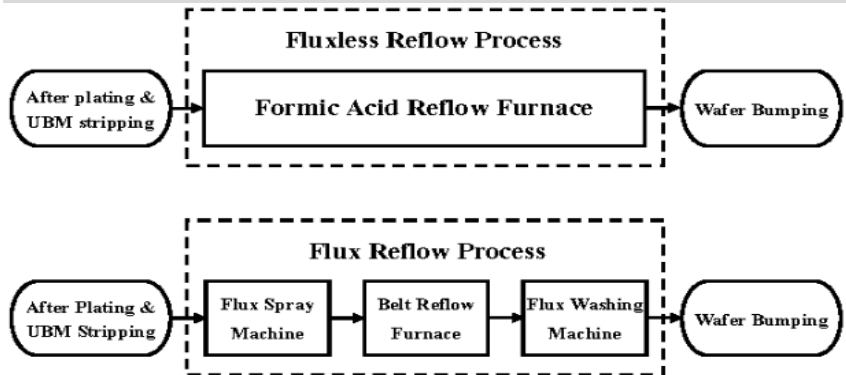 Fluxless Reflow Process
After plating &
UBM stripping
Formic Acid Reflow Furnace
Wafer Bumping
Flux Reflow Process
After Plating &
UBM Stripping
Flux Spray
Machine
Belt Reflow
Furnace
Flux Washing
Machine
Wafer Bumping